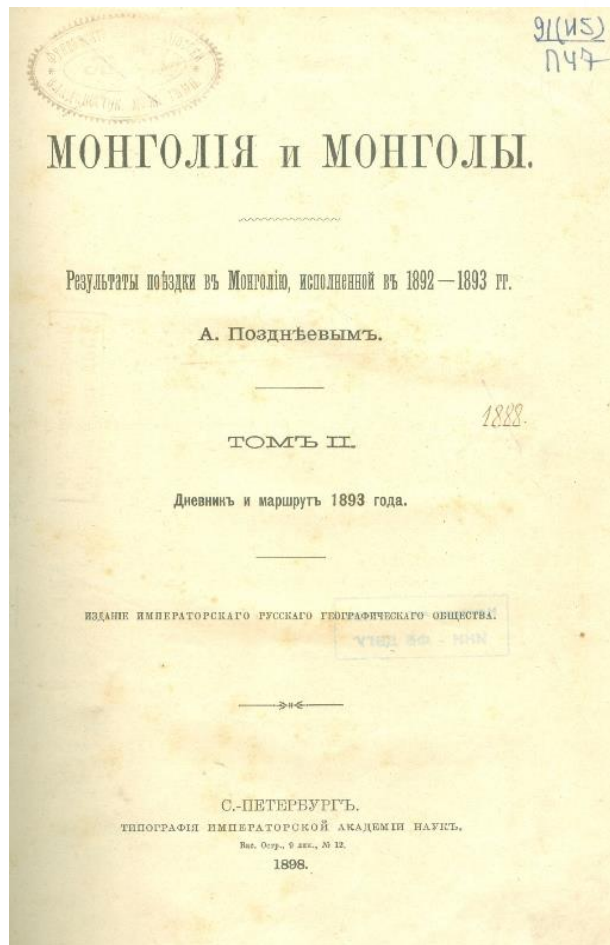 91(И5)
П47
МОНГОЛІЯ и МОНГОЛЫ.
Результаты поѣздки въ Монголію, исполненной въ 1892—1893 гг.
А. Позднѣевымъ.
1888.
ТОМЪ II.
Дневникъ и маршрутъ 1893 года.
ИЗДАНІЕ ИМПЕРАТОРСКАГО РУССКАГО ГЕОГРАФИЧЕСКАГО ОБЩЕСТВА.
С.-ПЕТЕРБУРГЪ.
ТИПОГРАФІЯ ИМПЕРАТОРСКОЙ АКАДЕМІИ НАУКЪ.
Вас. Остр., 9 лин., № 12.
1898.